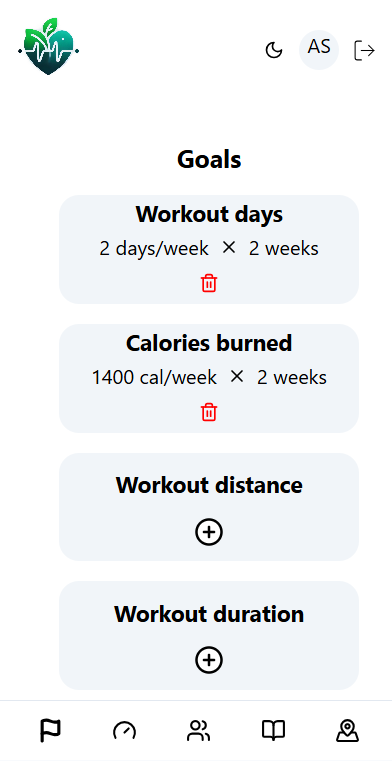 AS
Goals
Workout days
2 days/week × 2 weeks
Calories burned
1400 cal/week × 2 weeks
Workout distance
Workout duration